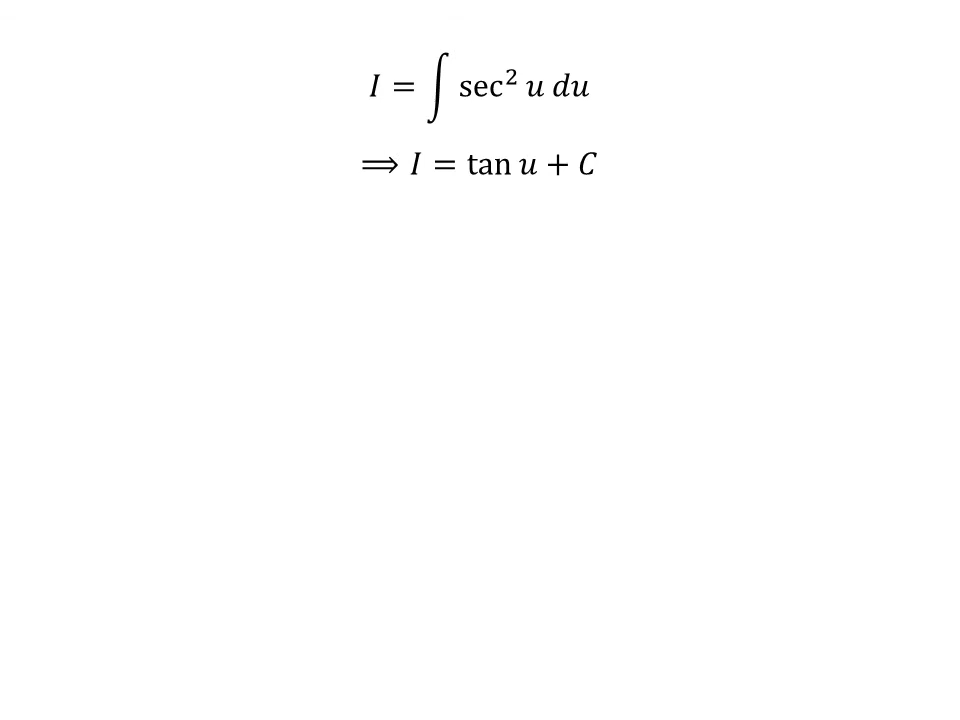 𝐼 = ∫ sec² 𝑢 𝑑𝑢
⟹ 𝐼 = tan 𝑢 + 𝐶